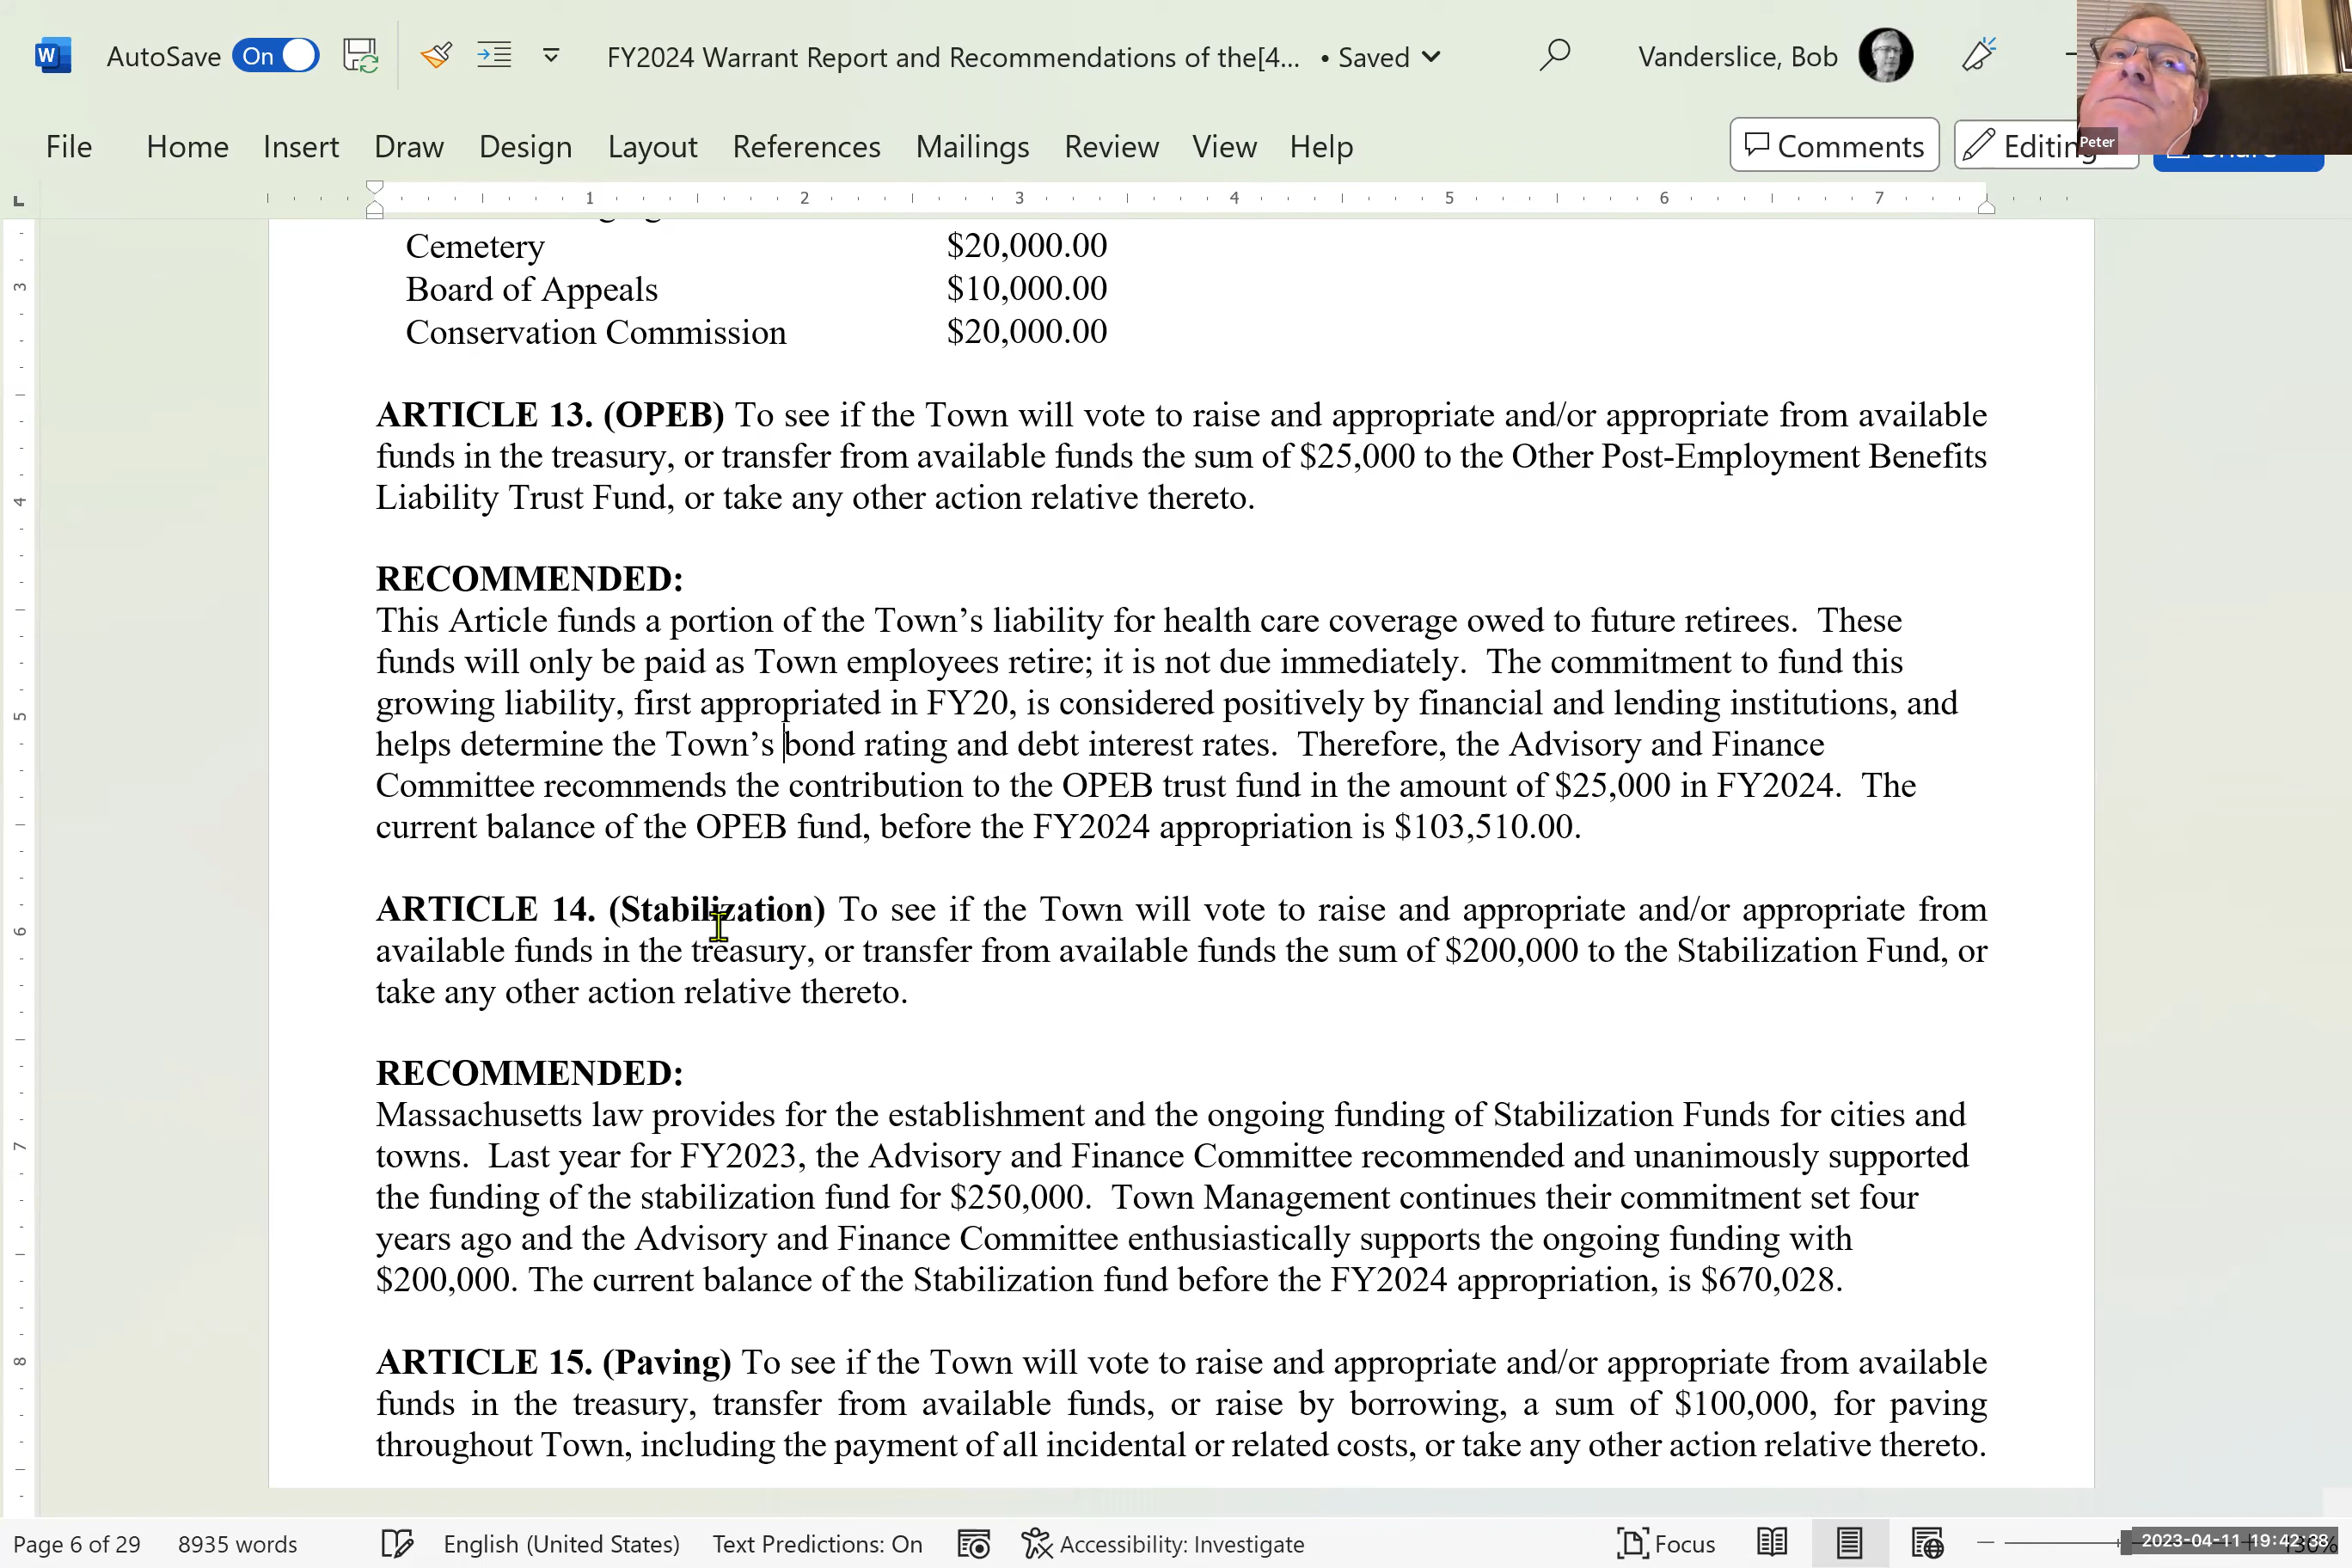 AutoSave On FY2024 Warrant Report and Recommendations of the[4... • Saved Vanderslice, Bob
File Home Insert Draw Design Layout References Mailings Review View Help Comments Editing
Peter
1 2 3 4 5 6 7
Cemetery $20,000.00
Board of Appeals $10,000.00
Conservation Commission $20,000.00
ARTICLE 13. (OPEB) To see if the Town will vote to raise and appropriate and/or appropriate from available
funds in the treasury, or transfer from available funds the sum of $25,000 to the Other Post-Employment Benefits
Liability Trust Fund, or take any other action relative thereto.
RECOMMENDED:
This Article funds a portion of the Town’s liability for health care coverage owed to future retirees.  These
funds will only be paid as Town employees retire; it is not due immediately.  The commitment to fund this
growing liability, first appropriated in FY20, is considered positively by financial and lending institutions, and
helps determine the Town’s bond rating and debt interest rates.  Therefore, the Advisory and Finance
Committee recommends the contribution to the OPEB trust fund in the amount of $25,000 in FY2024.  The
current balance of the OPEB fund, before the FY2024 appropriation is $103,510.00.
ARTICLE 14. (Stabilization) To see if the Town will vote to raise and appropriate and/or appropriate from
available funds in the treasury, or transfer from available funds the sum of $200,000 to the Stabilization Fund, or
take any other action relative thereto.
RECOMMENDED:
Massachusetts law provides for the establishment and the ongoing funding of Stabilization Funds for cities and
towns.  Last year for FY2023, the Advisory and Finance Committee recommended and unanimously supported
the funding of the stabilization fund for $250,000.  Town Management continues their commitment set four
years ago and the Advisory and Finance Committee enthusiastically supports the ongoing funding with
$200,000. The current balance of the Stabilization fund before the FY2024 appropriation, is $670,028.
ARTICLE 15. (Paving) To see if the Town will vote to raise and appropriate and/or appropriate from available
funds in the treasury, transfer from available funds, or raise by borrowing, a sum of $100,000, for paving
throughout Town, including the payment of all incidental or related costs, or take any other action relative thereto.
3
4
5
6
7
8
Page 6 of 29 8935 words English (United States) Text Predictions: On Accessibility: Investigate Focus
2023-04-11 19:42:38